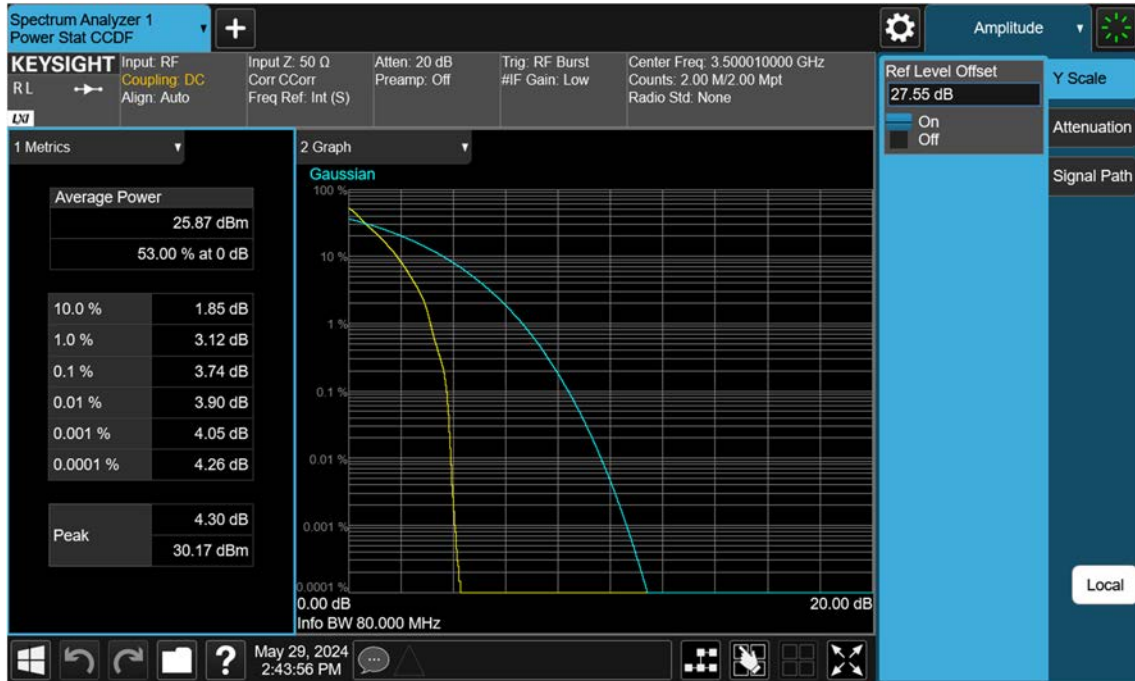 Spectrum Analyzer 1
Power Stat CCDF
Amplitude
KEYSIGHT
RL
LXI
Input: RF
Coupling: DC
Align: Auto
Input Z: 50 Ω
Corr CCorr
Freq Ref: Int (S)
Atten: 20 dB
Preamp: Off
Trig: RF Burst
#IF Gain: Low
Center Freq: 3.500010000 GHz
Counts: 2.00 M/2.00 Mpt
Radio Std: None
Ref Level Offset
27.55 dB
On
Off
Y Scale
Attenuation
Signal Path
1 Metrics
Average Power
25.87 dBm
53.00 % at 0 dB
10.0 % 1.85 dB
1.0 % 3.12 dB
0.1 % 3.74 dB
0.01 % 3.90 dB
0.001 % 4.05 dB
0.0001 % 4.26 dB
Peak 4.30 dB
30.17 dBm
2 Graph
Gaussian
100 %
10 %
1 %
0.1 %
0.01 %
0.001 %
0.0001 %
0.00 dB 20.00 dB
Info BW 80.000 MHz
Local
?
May 29, 2024
2:43:56 PM